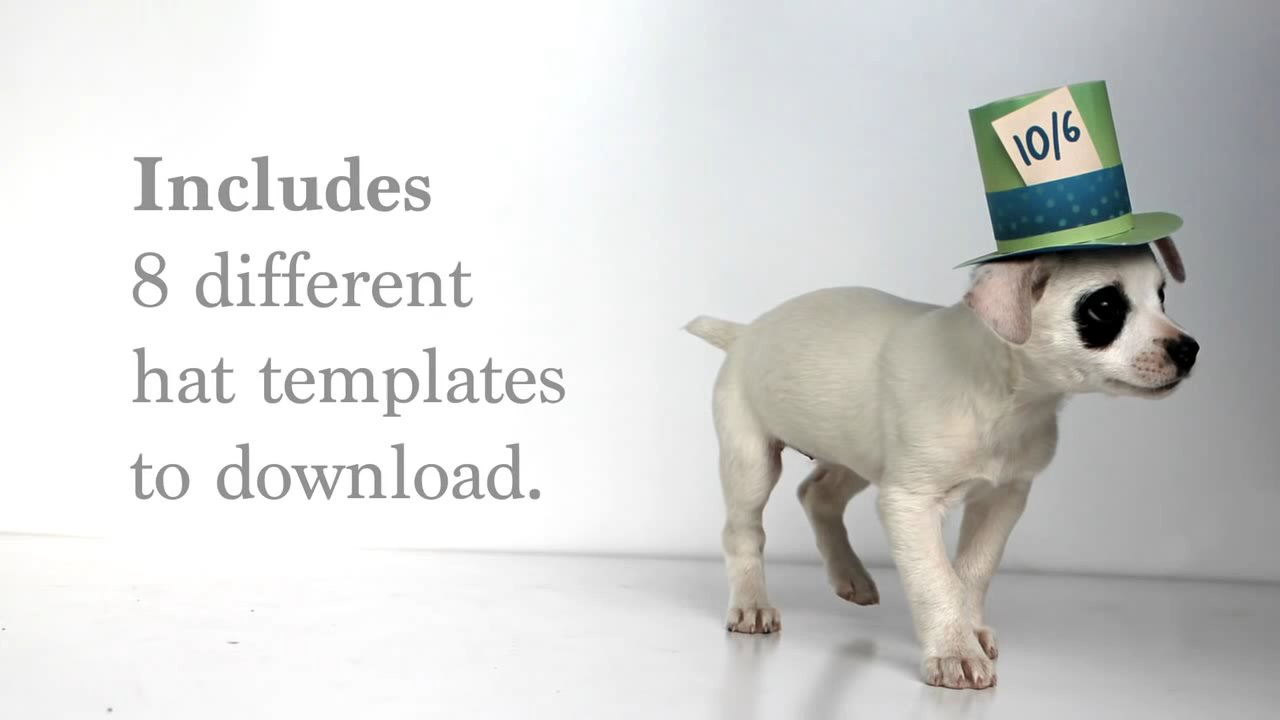 Includes
8 different
hat templates
to download.
10/6